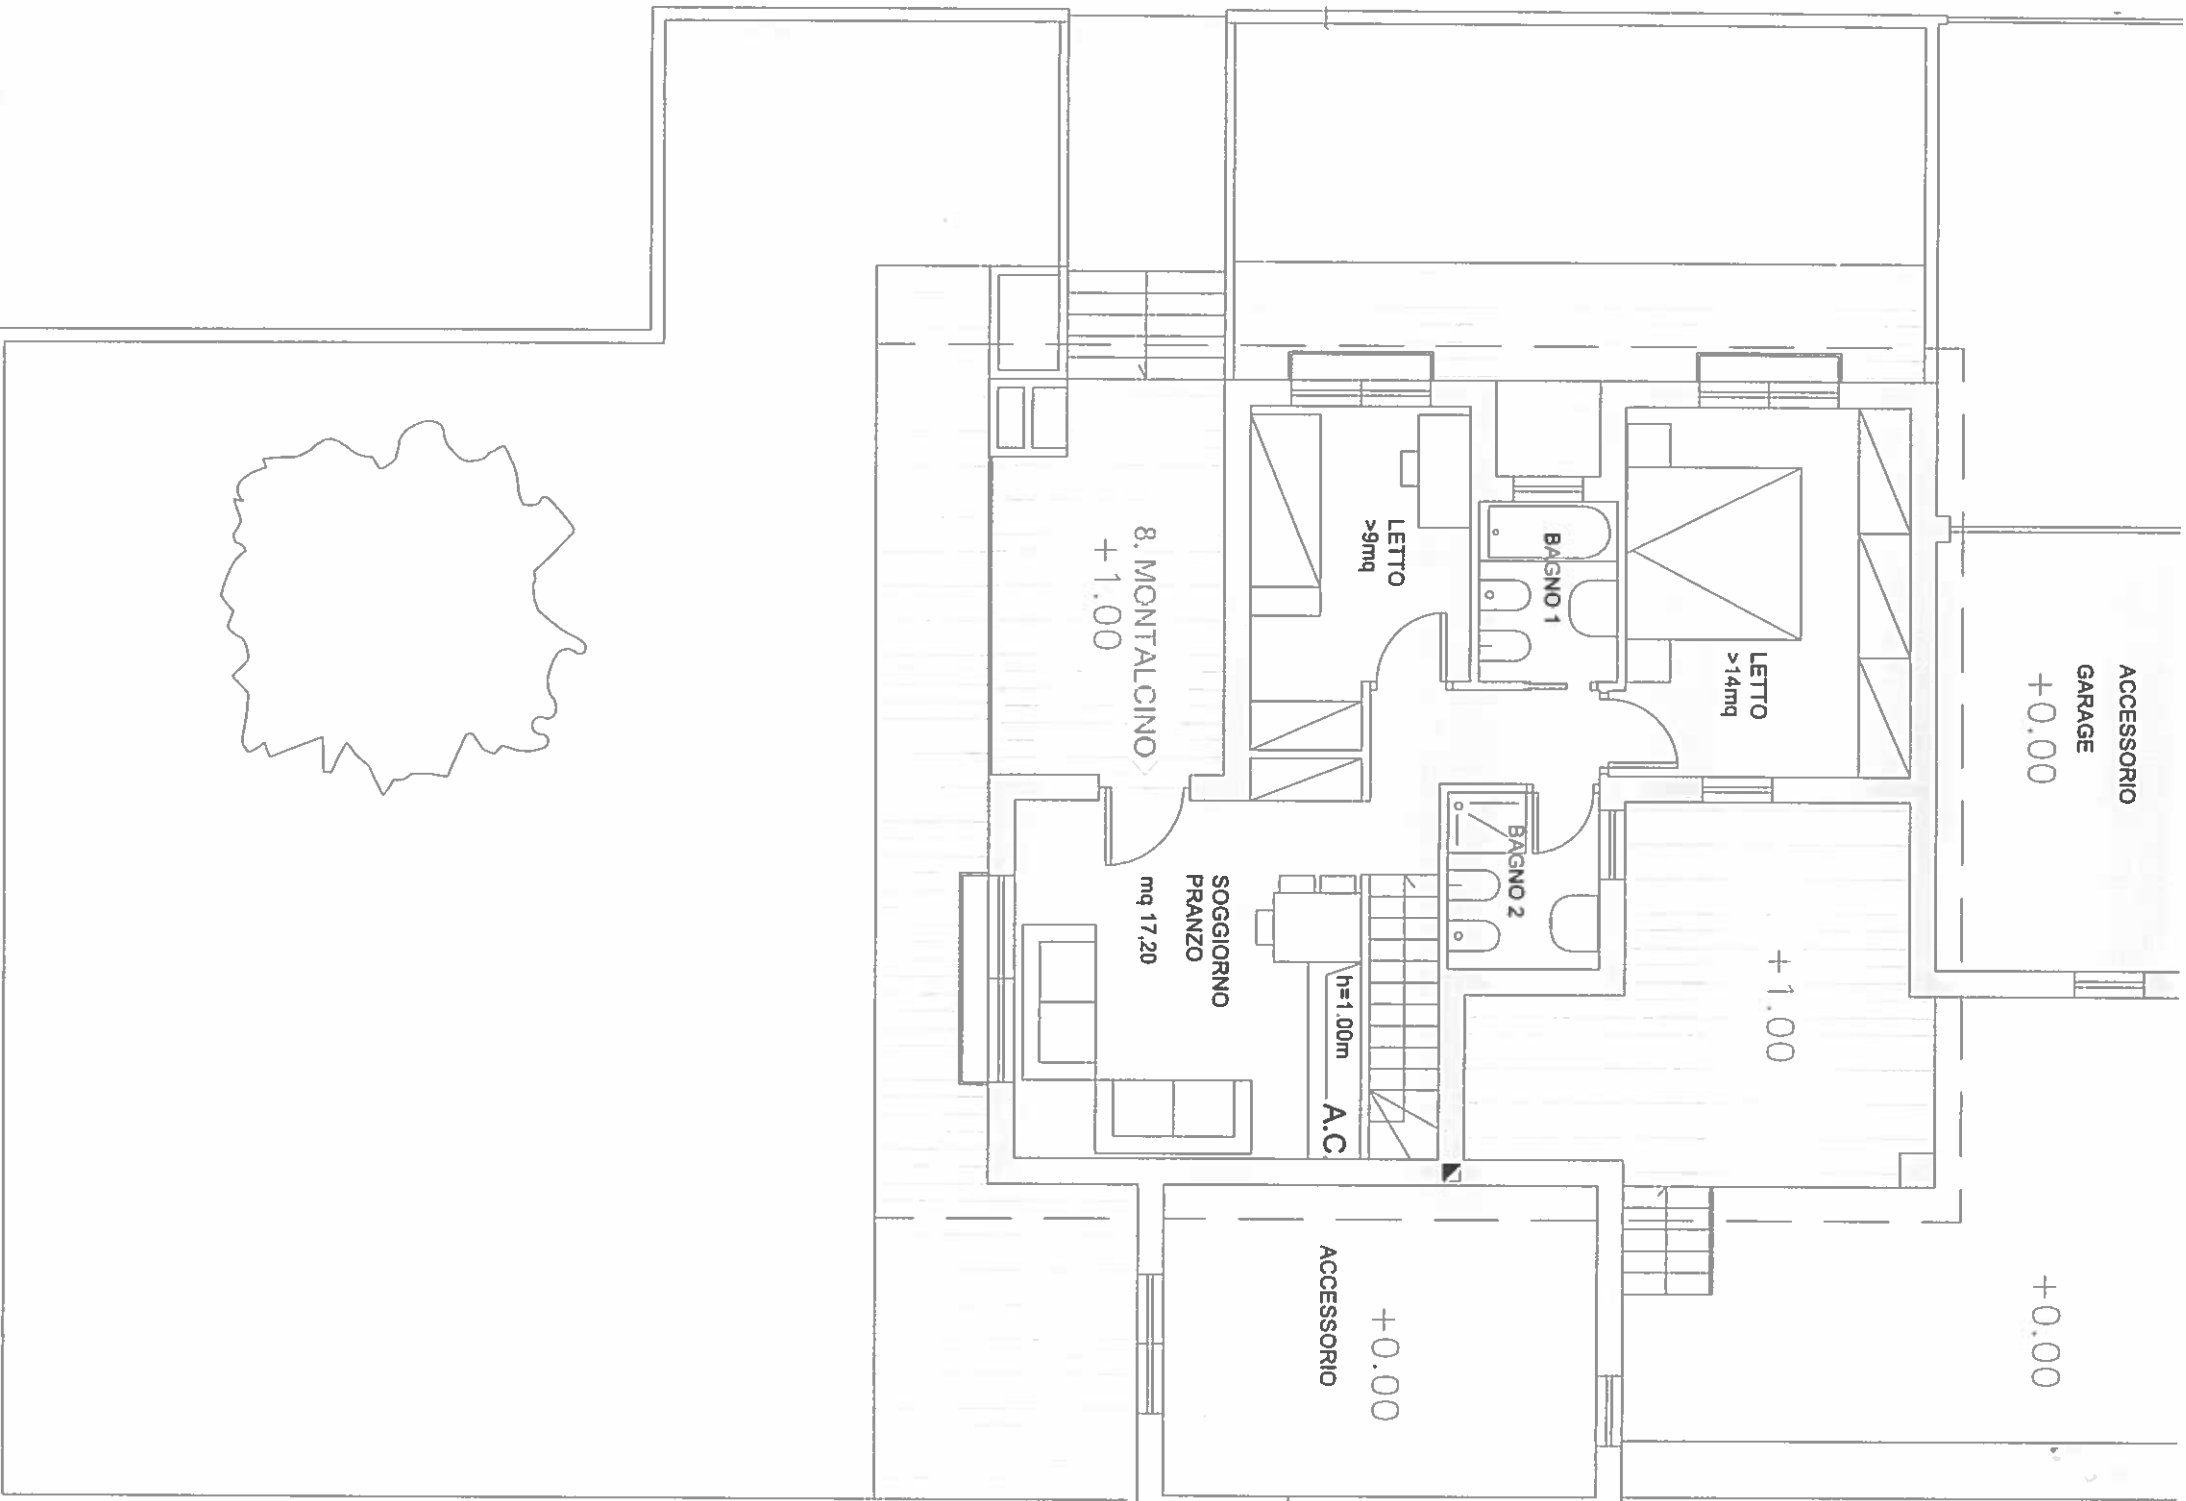 ACCESSORIO
GARAGE
+0.00
+0.00
LETTO
>14mq
+1.00
BAGNO 1
BAGNO 2
LETTO
>9mq
h=1.00m
A.C
SOGGIORNO
PRANZO
mq 17,20
8. MONTALCINO
+1.00
+0.00
ACCESSORIO